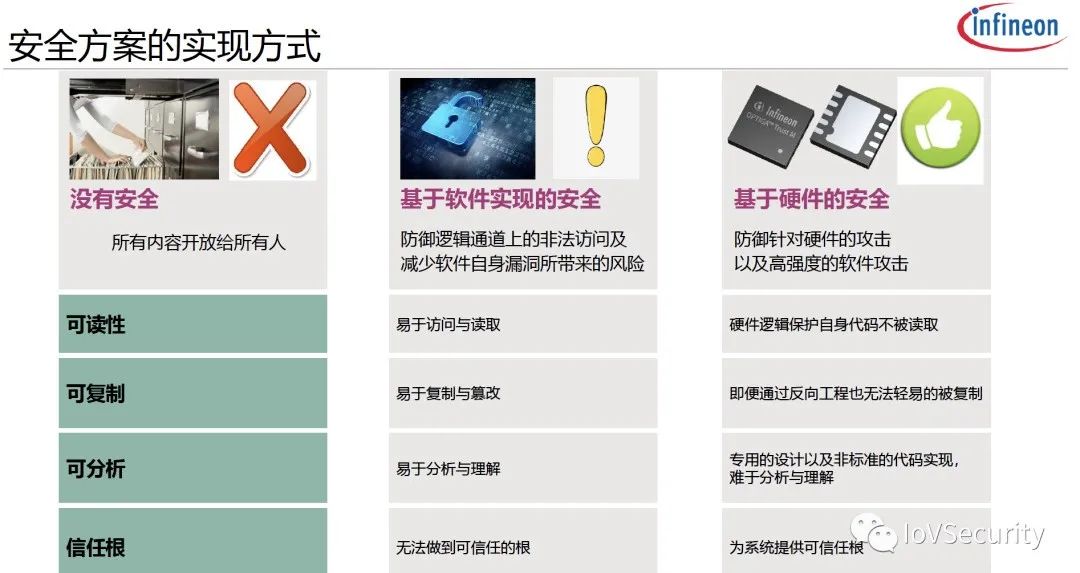 infineon
安全方案的实现方式
Infineon
OPTIGA™ Trust M
没有安全
所有内容开放给所有人
基于软件实现的安全
防御逻辑通道上的非法访问及
减少软件自身漏洞所带来的风险
基于硬件的安全
防御针对硬件的攻击
以及高强度的软件攻击
可读性
易于访问与读取
硬件逻辑保护自身代码不被读取
可复制
易于复制与篡改
即便通过反向工程也无法轻易的被复制
可分析
易于分析与理解
专用的设计以及非标准的代码实现，
难于分析与理解
信任根
无法做到可信任的根
为系统提供可信任根
IoVSecurity